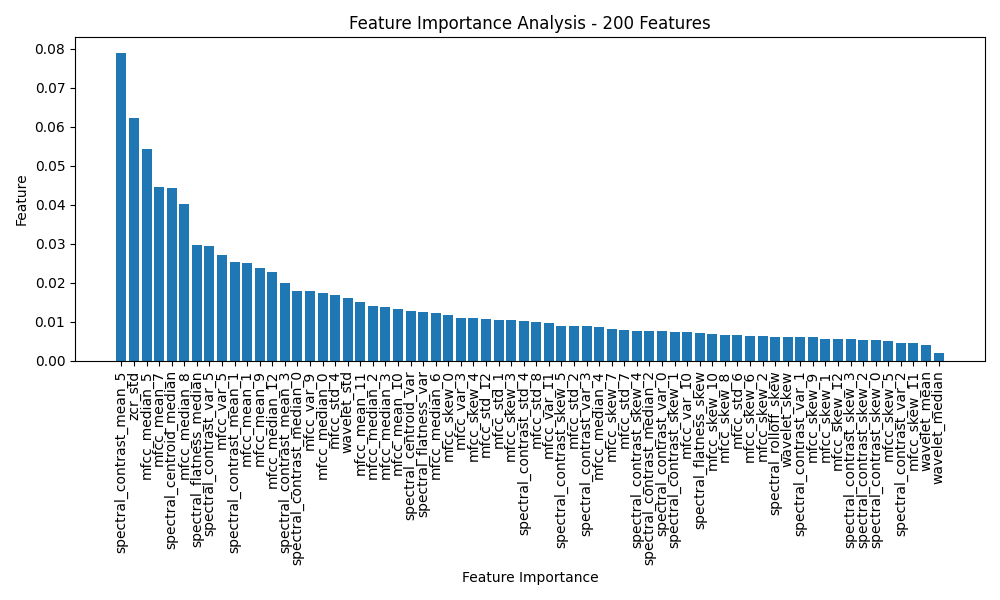 Feature Importance Analysis - 200 Features
Feature
0.08
0.07
0.06
0.05
0.04
0.03
0.02
0.01
0.00
spectral_contrast_mean_5
zcr_std
mfcc_median_5
mfcc_mean_7
spectral_centroid_median
mfcc_median_8
spectral_flatness_median
spectral_contrast_var_5
mfcc_var_5
spectral_contrast_mean_1
mfcc_mean_1
mfcc_mean_9
mfcc_median_12
spectral_contrast_mean_3
spectral_contrast_median_0
mfcc_var_9
mfcc_median_0
mfcc_std_4
wavelet_std
mfcc_mean_11
mfcc_median_2
mfcc_median_3
mfcc_mean_10
spectral_centroid_var
spectral_flatness_var
mfcc_median_6
mfcc_skew_0
mfcc_var_3
mfcc_skew_4
mfcc_std_12
mfcc_std_1
mfcc_skew_3
spectral_contrast_std_4
mfcc_std_8
mfcc_var_11
spectral_contrast_skew_5
mfcc_std_2
spectral_contrast_var_3
mfcc_median_4
mfcc_skew_7
mfcc_std_7
spectral_contrast_skew_4
spectral_contrast_median_2
spectral_contrast_var_0
spectral_contrast_skew_1
mfcc_var_10
spectral_flatness_skew
mfcc_skew_10
mfcc_skew_8
mfcc_std_6
mfcc_skew_6
mfcc_skew_2
spectral_rolloff_skew
wavelet_skew
spectral_contrast_var_1
mfcc_skew_9
mfcc_skew_1
mfcc_skew_12
spectral_contrast_skew_3
spectral_contrast_skew_2
spectral_contrast_skew_0
mfcc_skew_5
spectral_contrast_var_2
mfcc_skew_11
wavelet_mean
wavelet_median
Feature Importance